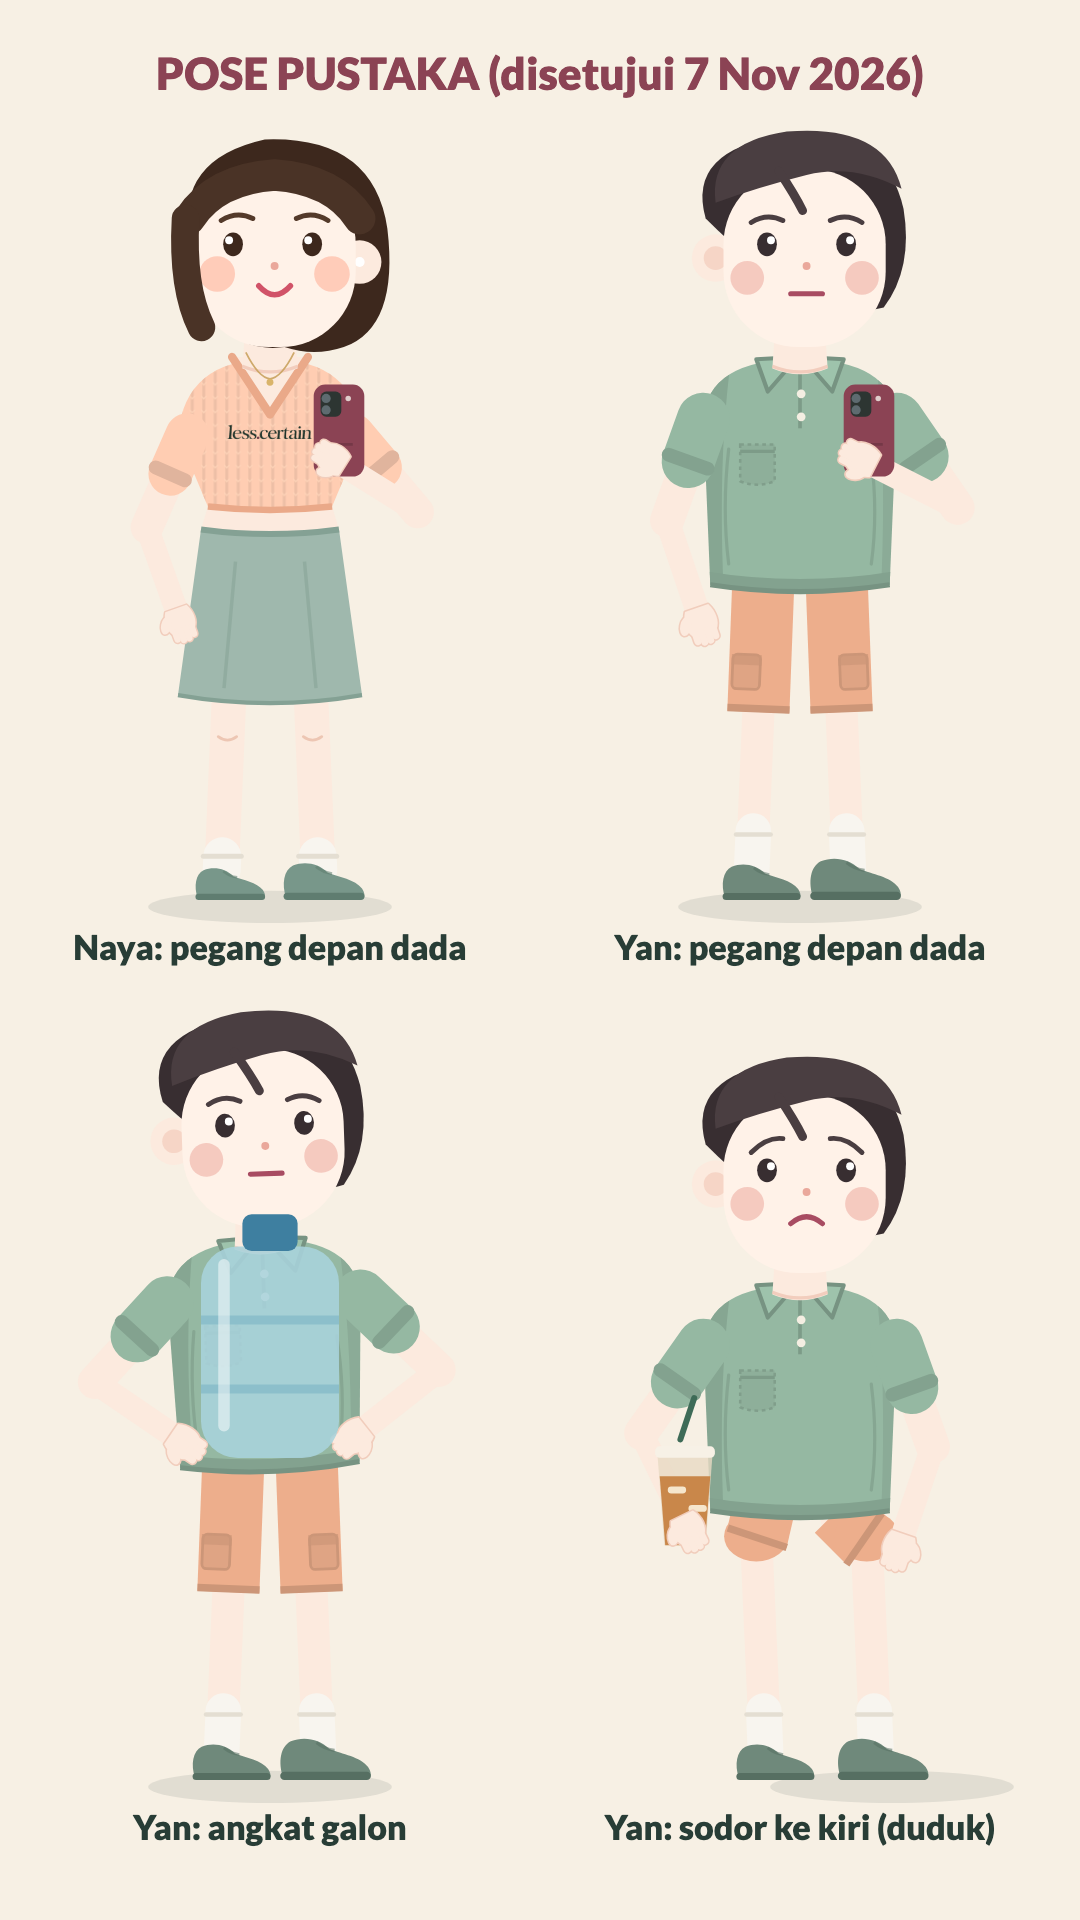 POSE PUSTAKA (disetujui 7 Nov 2026)
less.certain
Naya: pegang depan dada
Yan: pegang depan dada
Yan: angkat galon
Yan: sodor ke kiri (duduk)